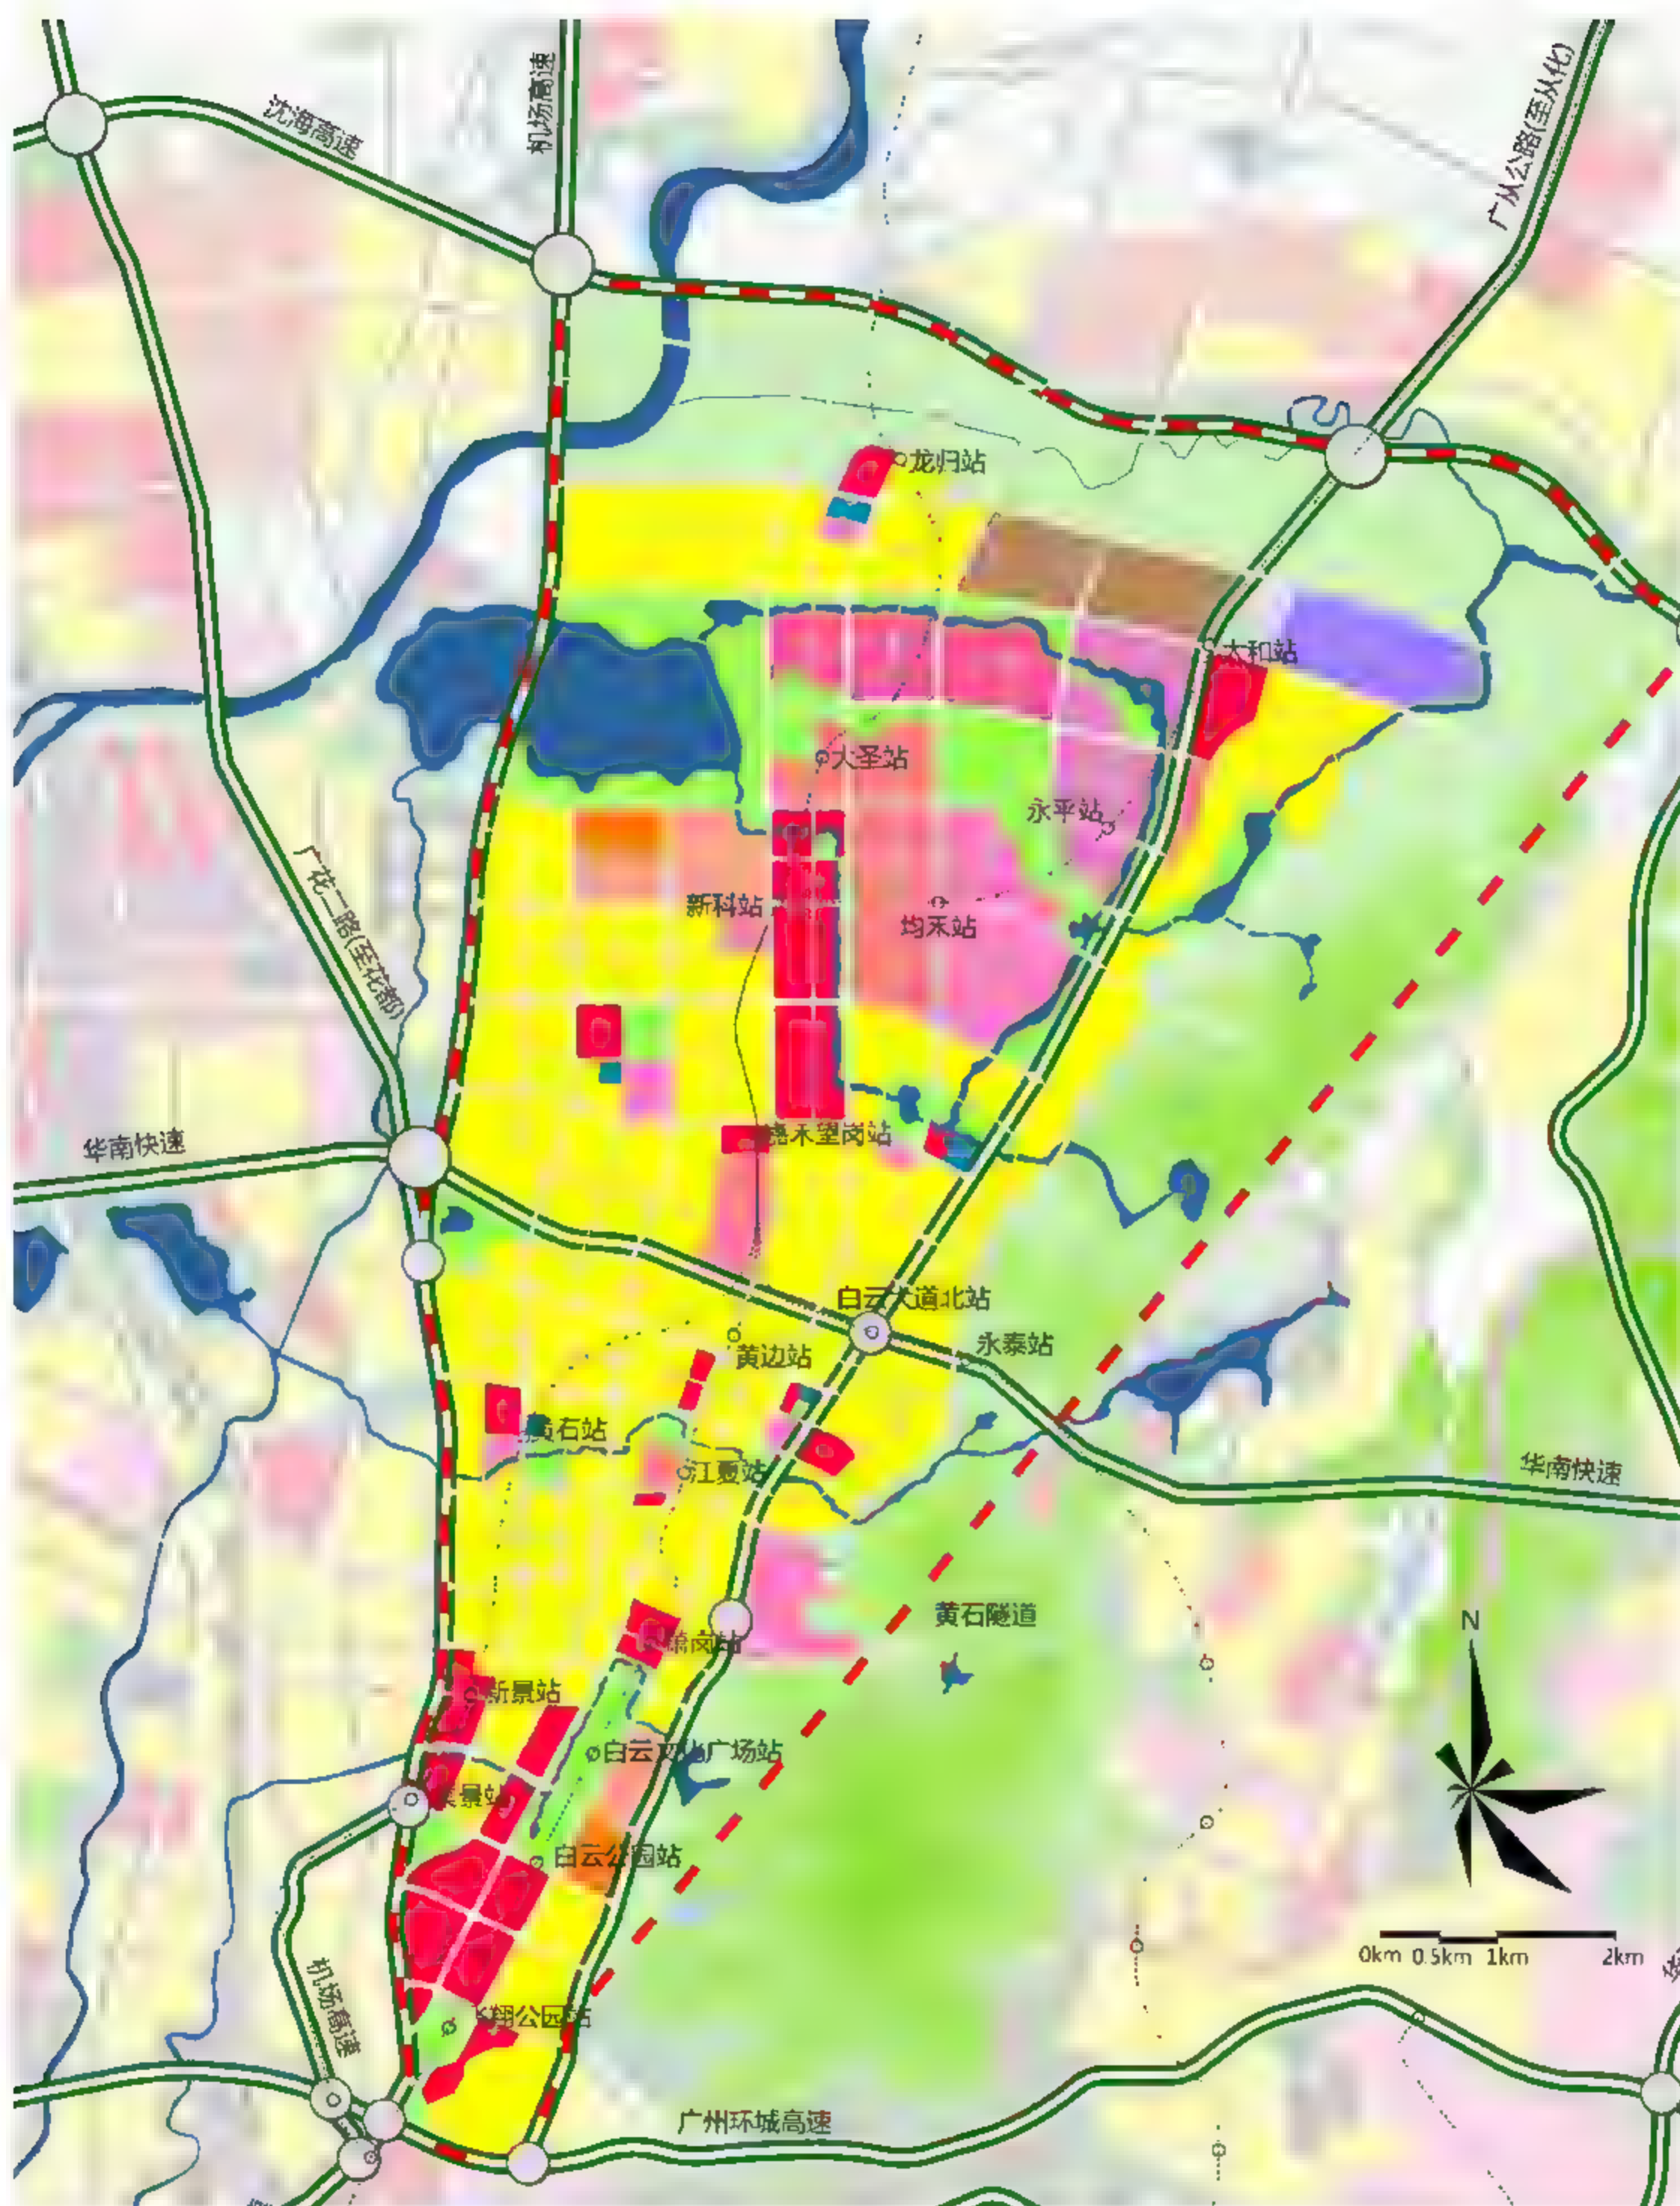 沈海高速
机场高速
广从公路(至从化)
龙归站
太和站
大圣站
永平站
新科站
均禾站
广花二路(至花都)
华南快速
嘉禾望岗站
白云大道北站
永泰站
黄边站
黄石站
江夏站
华南快速
黄石隧道
N
萧岗站
新景站
白云文化广场站
白云公园站
0km 0.5km 1km 2km
机场高速
飞翔公园站
广州环城高速